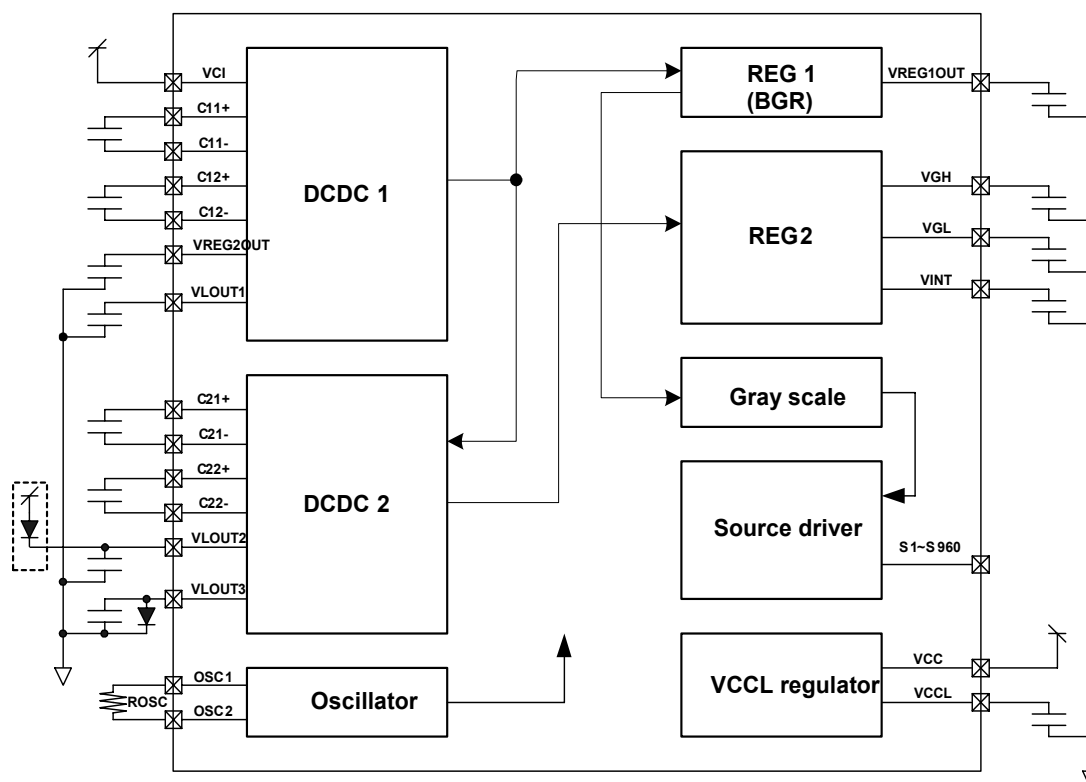 VCI
C11+
C11-
C12+
C12-
VREG2OUT
VLOUT1
DCDC 1
C21+
C21-
C22+
C22-
VLOUT2
VLOUT3
DCDC 2
OSC1
ROSC
OSC2
Oscillator
REG 1
(BGR)
VREG1OUT
REG2
VGH
VGL
VINT
Gray scale
Source driver
S1~S960
VCCL regulator
VCC
VCCL